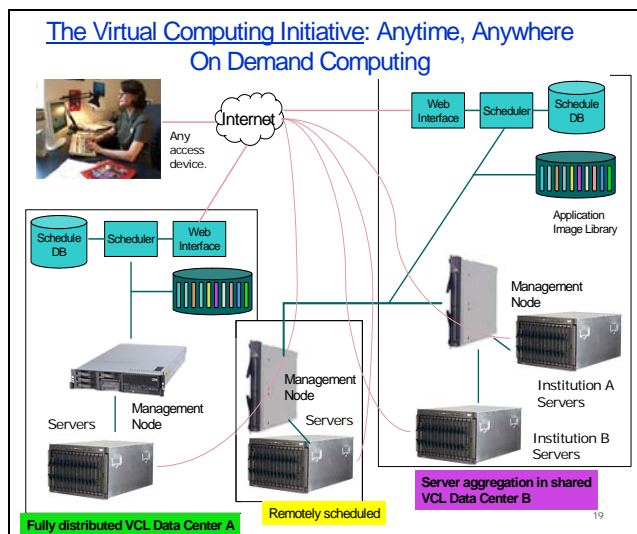 The Virtual Computing Initiative: Anytime, Anywhere
On Demand Computing
Any
access
device.
Internet
Web
Interface
Scheduler
Schedule
DB
Application
Image Library
Schedule
DB
Scheduler
Web
Interface
Management
Node
Institution A
Servers
Institution B
Servers
Management
Node
Servers
Servers
Management
Node
Fully distributed VCL Data Center A
Remotely scheduled
Server aggregation in shared
VCL Data Center B
19